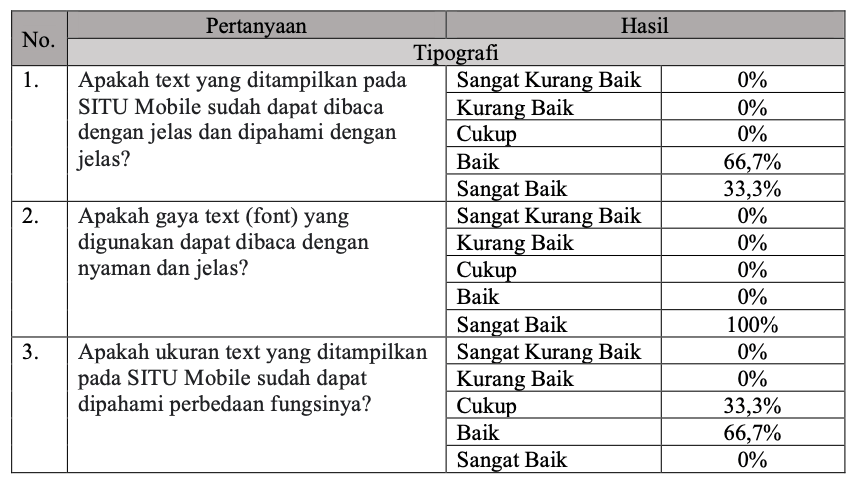 No. Pertanyaan Hasil
Tipografi
1. Apakah text yang ditampilkan pada Sangat Kurang Baik 0%
SITU Mobile sudah dapat dibaca Kurang Baik 0%
dengan jelas dan dipahami dengan Cukup 0%
jelas? Baik 66,7%
Sangat Baik 33,3%
2. Apakah gaya text (font) yang Sangat Kurang Baik 0%
digunakan dapat dibaca dengan Kurang Baik 0%
nyaman dan jelas? Cukup 0%
Baik 0%
Sangat Baik 100%
3. Apakah ukuran text yang ditampilkan Sangat Kurang Baik 0%
pada SITU Mobile sudah dapat Kurang Baik 0%
dipahami perbedaan fungsinya? Cukup 33,3%
Baik 66,7%
Sangat Baik 0%